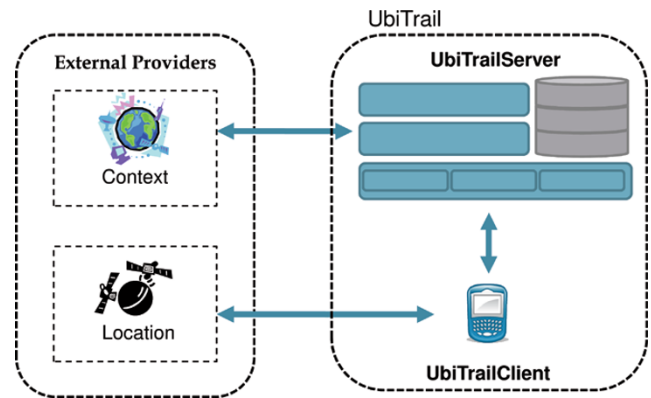 UbiTrail
External Providers
UbiTrailServer
Context
Location
UbiTrailClient